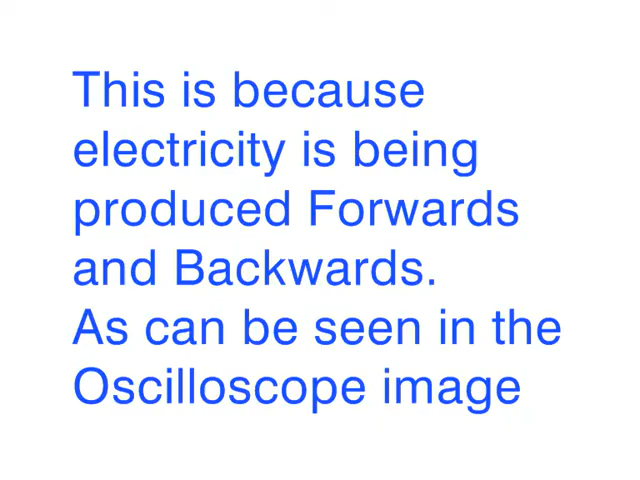 This is because
electricity is being
produced Forwards
and Backwards.
As can be seen in the
Oscilloscope image